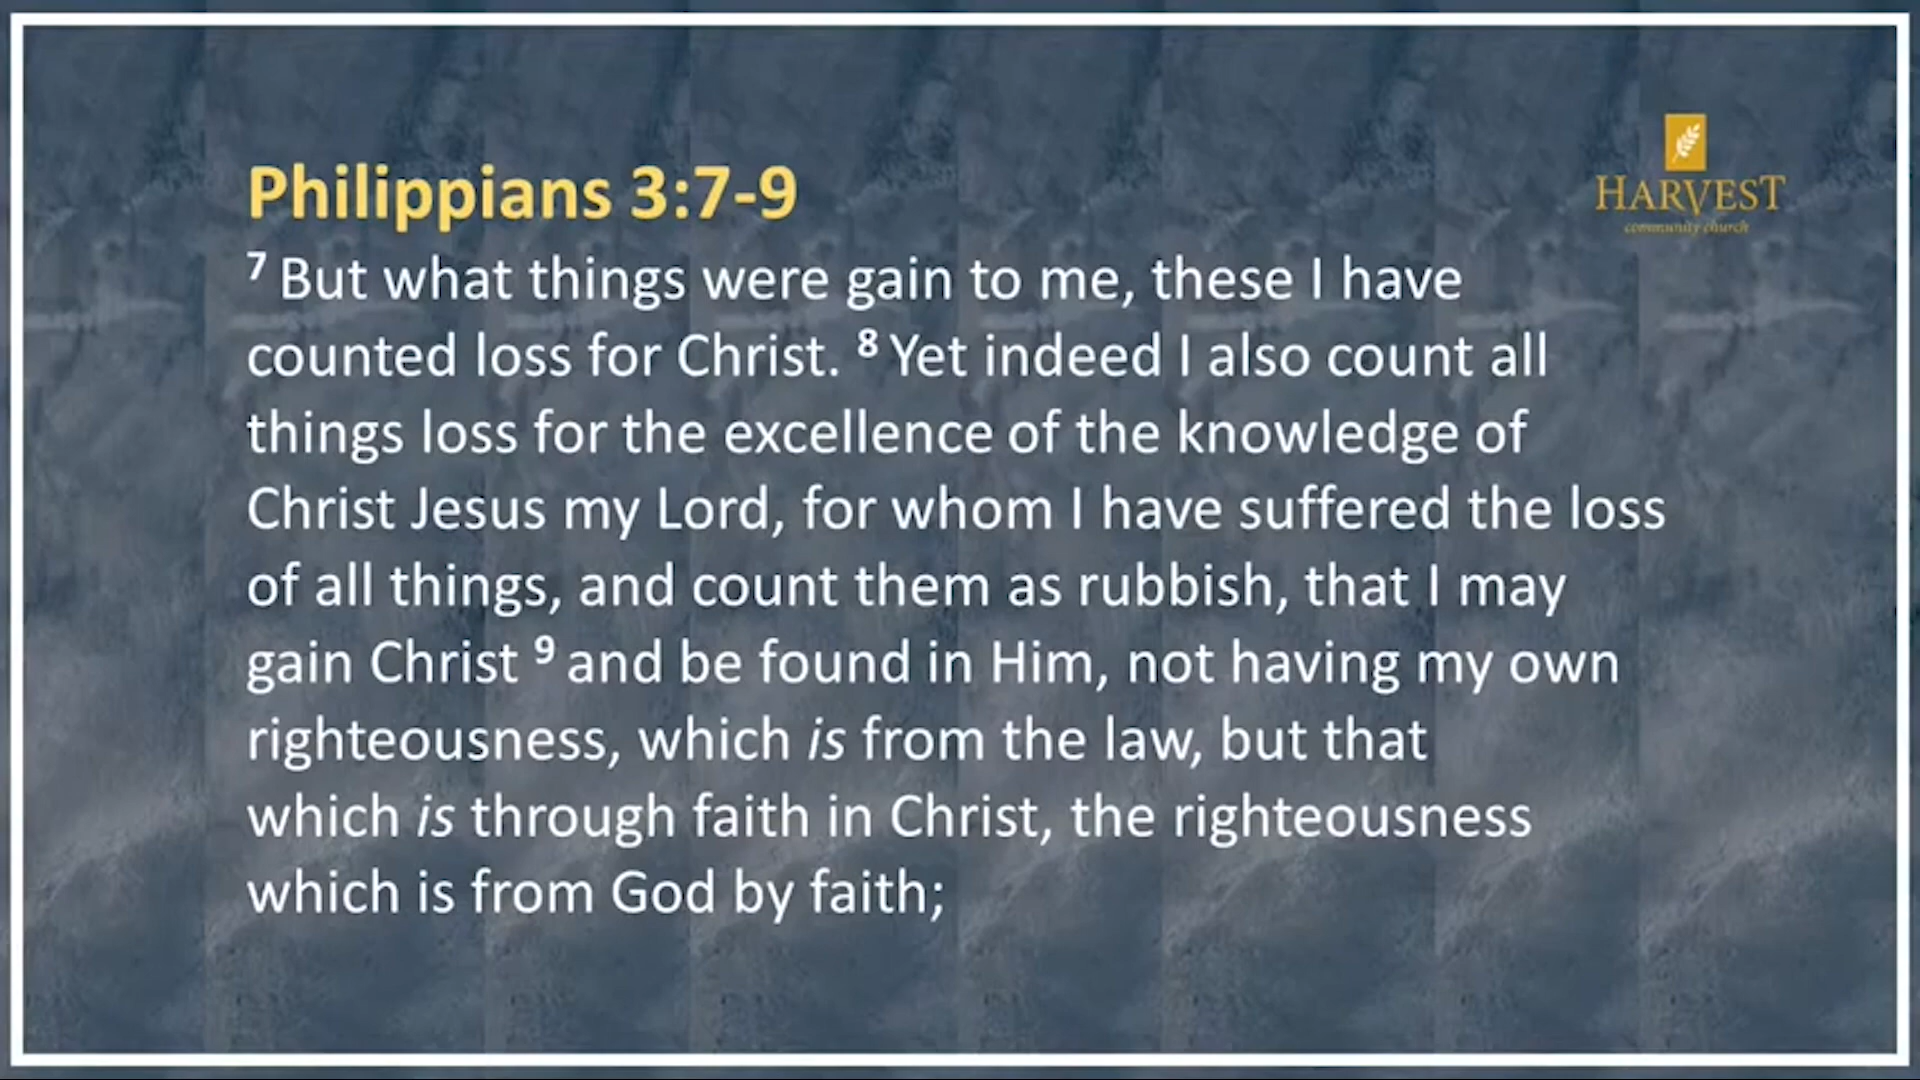 HARVEST
community church
Philippians 3:7-9
7 But what things were gain to me, these I have
counted loss for Christ. 8 Yet indeed I also count all
things loss for the excellence of the knowledge of
Christ Jesus my Lord, for whom I have suffered the loss
of all things, and count them as rubbish, that I may
gain Christ 9 and be found in Him, not having my own
righteousness, which is from the law, but that
which is through faith in Christ, the righteousness
which is from God by faith;